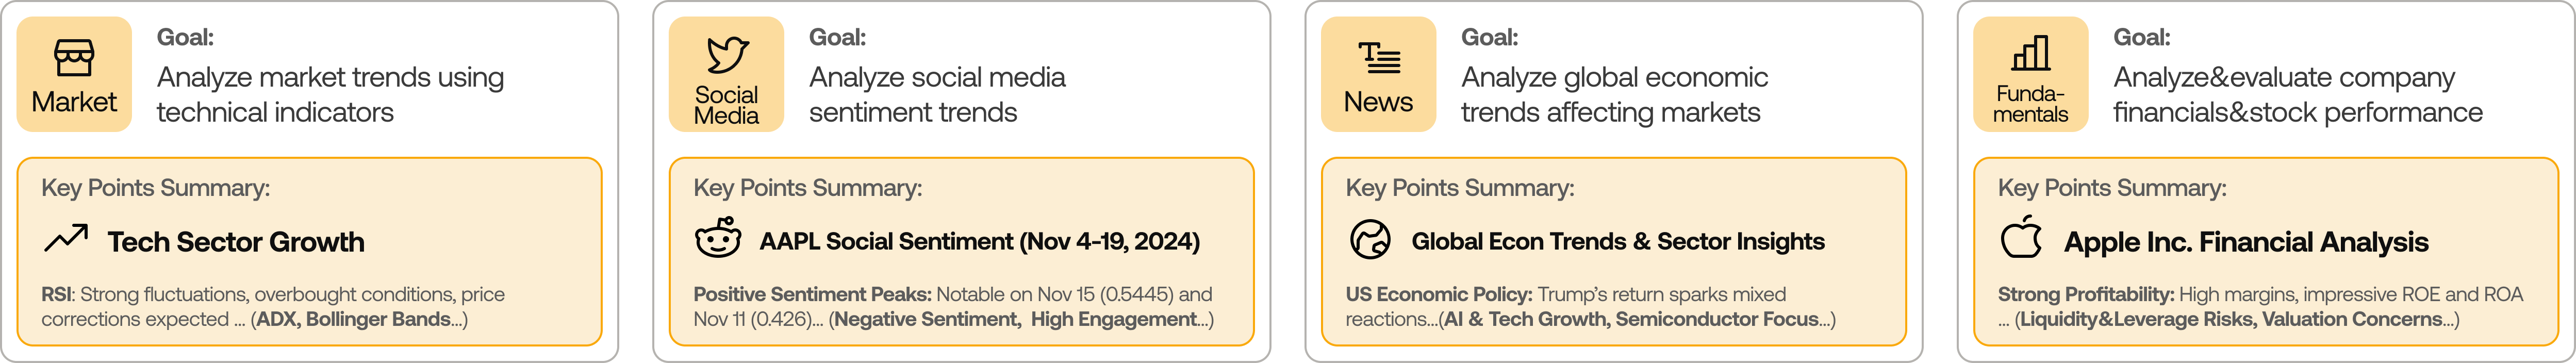 Market
Goal:
Analyze market trends using
technical indicators
Key Points Summary:
Tech Sector Growth
RSI: Strong fluctuations, overbought conditions, price
corrections expected ... (ADX, Bollinger Bands...)
Social
Media
Goal:
Analyze social media
sentiment trends
Key Points Summary:
AAPL Social Sentiment (Nov 4-19, 2024)
Positive Sentiment Peaks: Notable on Nov 15 (0.5445) and
Nov 11 (0.426)... (Negative Sentiment, High Engagement...)
News
Goal:
Analyze global economic
trends affecting markets
Key Points Summary:
Global Econ Trends & Sector Insights
US Economic Policy: Trump's return sparks mixed
reactions...(AI & Tech Growth, Semiconductor Focus...)
Funda-
mentals
Goal:
Analyze&evaluate company
financials&stock performance
Key Points Summary:
Apple Inc. Financial Analysis
Strong Profitability: High margins, impressive ROE and ROA
... (Liquidity&Leverage Risks, Valuation Concerns...)